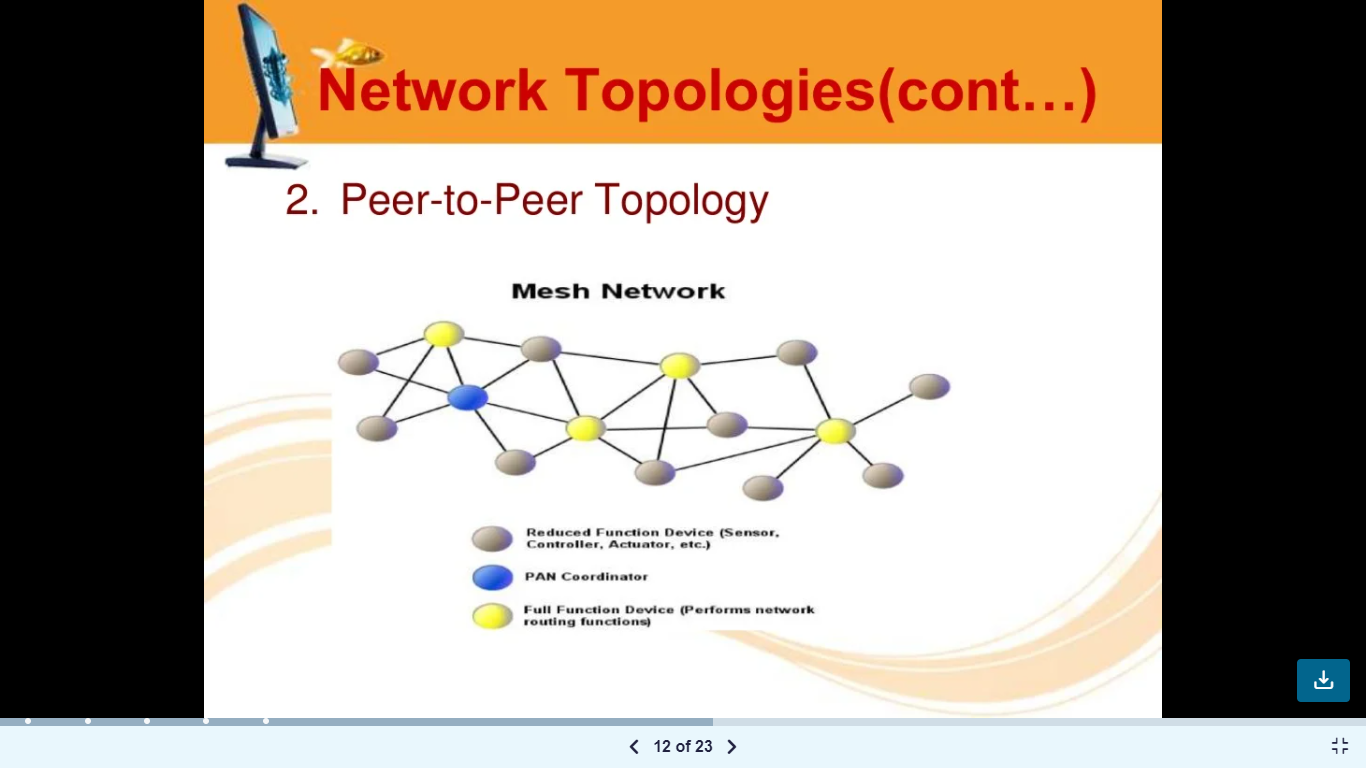 Network Topologies(cont…)
2. Peer-to-Peer Topology
Mesh Network
Reduced Function Device (Sensor,
Controller, Actuator, etc.)
PAN Coordinator
Full Function Device (Performs network
routing functions)
12 of 23